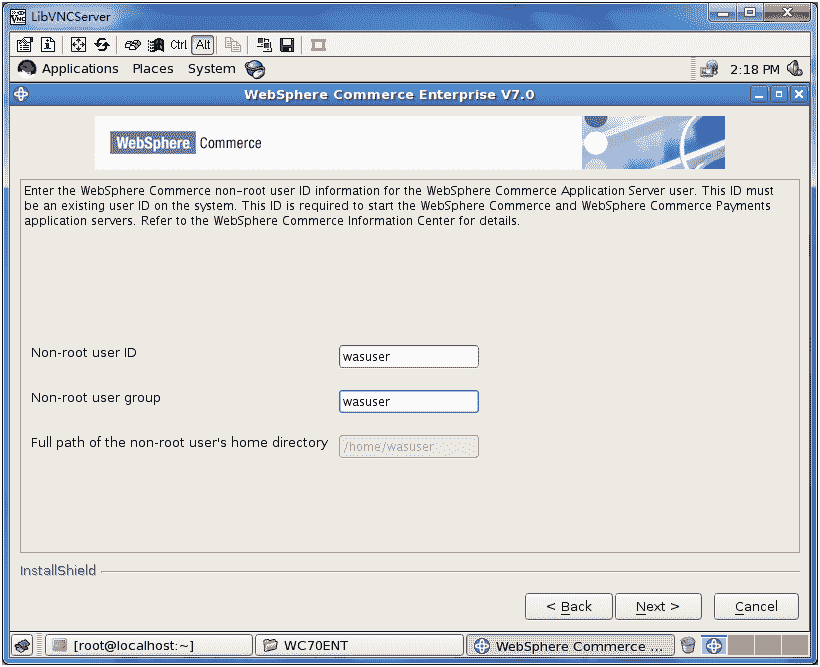 LibVNCServer
Ctrl Alt
Applications Places System 2:18 PM
WebSphere Commerce Enterprise V7.0
WebSphere Commerce
Enter the WebSphere Commerce non-root user ID information for the WebSphere Commerce Application Server user. This ID must
be an existing user ID on the system. This ID is required to start the WebSphere Commerce and WebSphere Commerce Payments
application servers. Refer to the WebSphere Commerce Information Center for details.
Non-root user ID wasuser
Non-root user group wasuser
Full path of the non-root user's home directory /home/wasuser
InstallShield
< Back Next > Cancel
[root@localhost:~] WC70ENT WebSphere Commerce ...